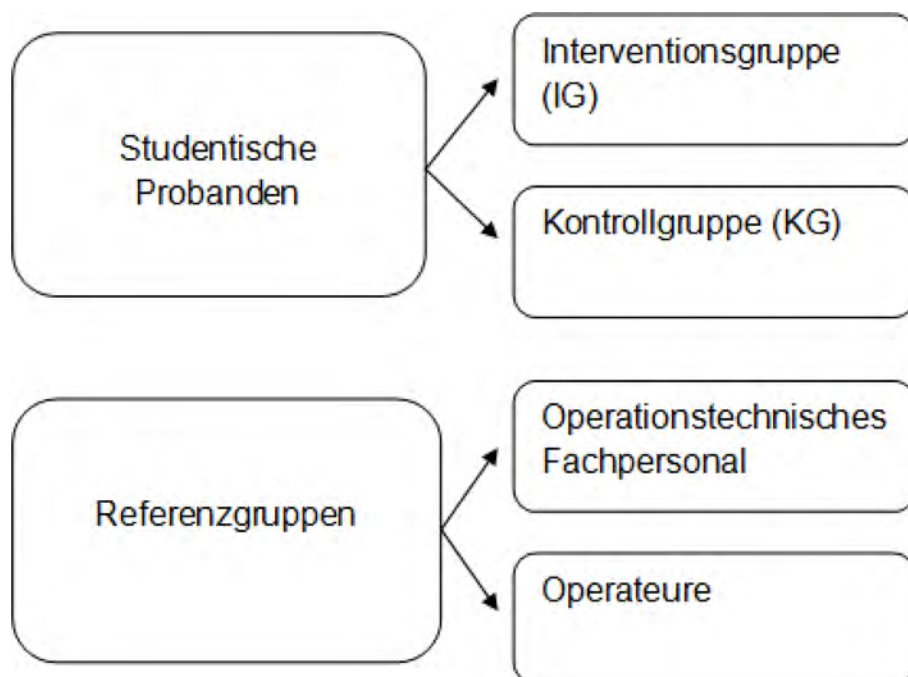 Studentische
Probanden
Interventionsgruppe
(IG)
Kontrollgruppe (KG)
Referenzgruppen
Operationstechnisches
Fachpersonal
Operateure